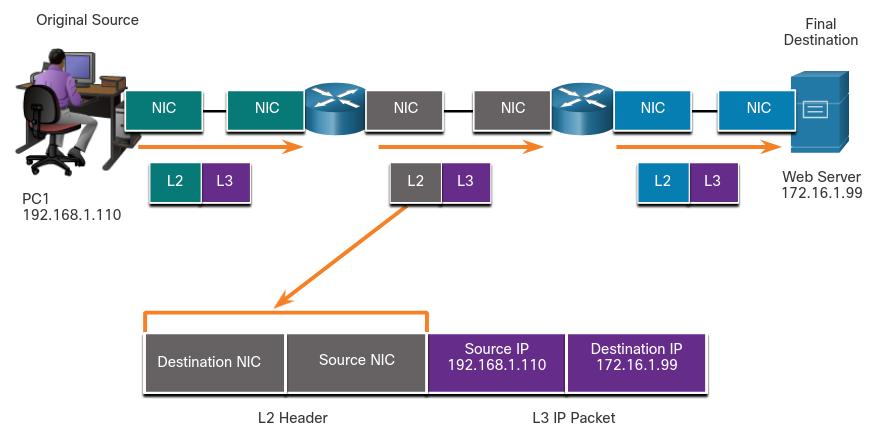 Original Source
Final
Destination
NIC
NIC
NIC
NIC
NIC
NIC
L2
L3
L2
L3
L2
L3
PC1
192.168.1.110
Web Server
172.16.1.99
Destination NIC
Source NIC
Source IP
192.168.1.110
Destination IP
172.16.1.99
L2 Header
L3 IP Packet